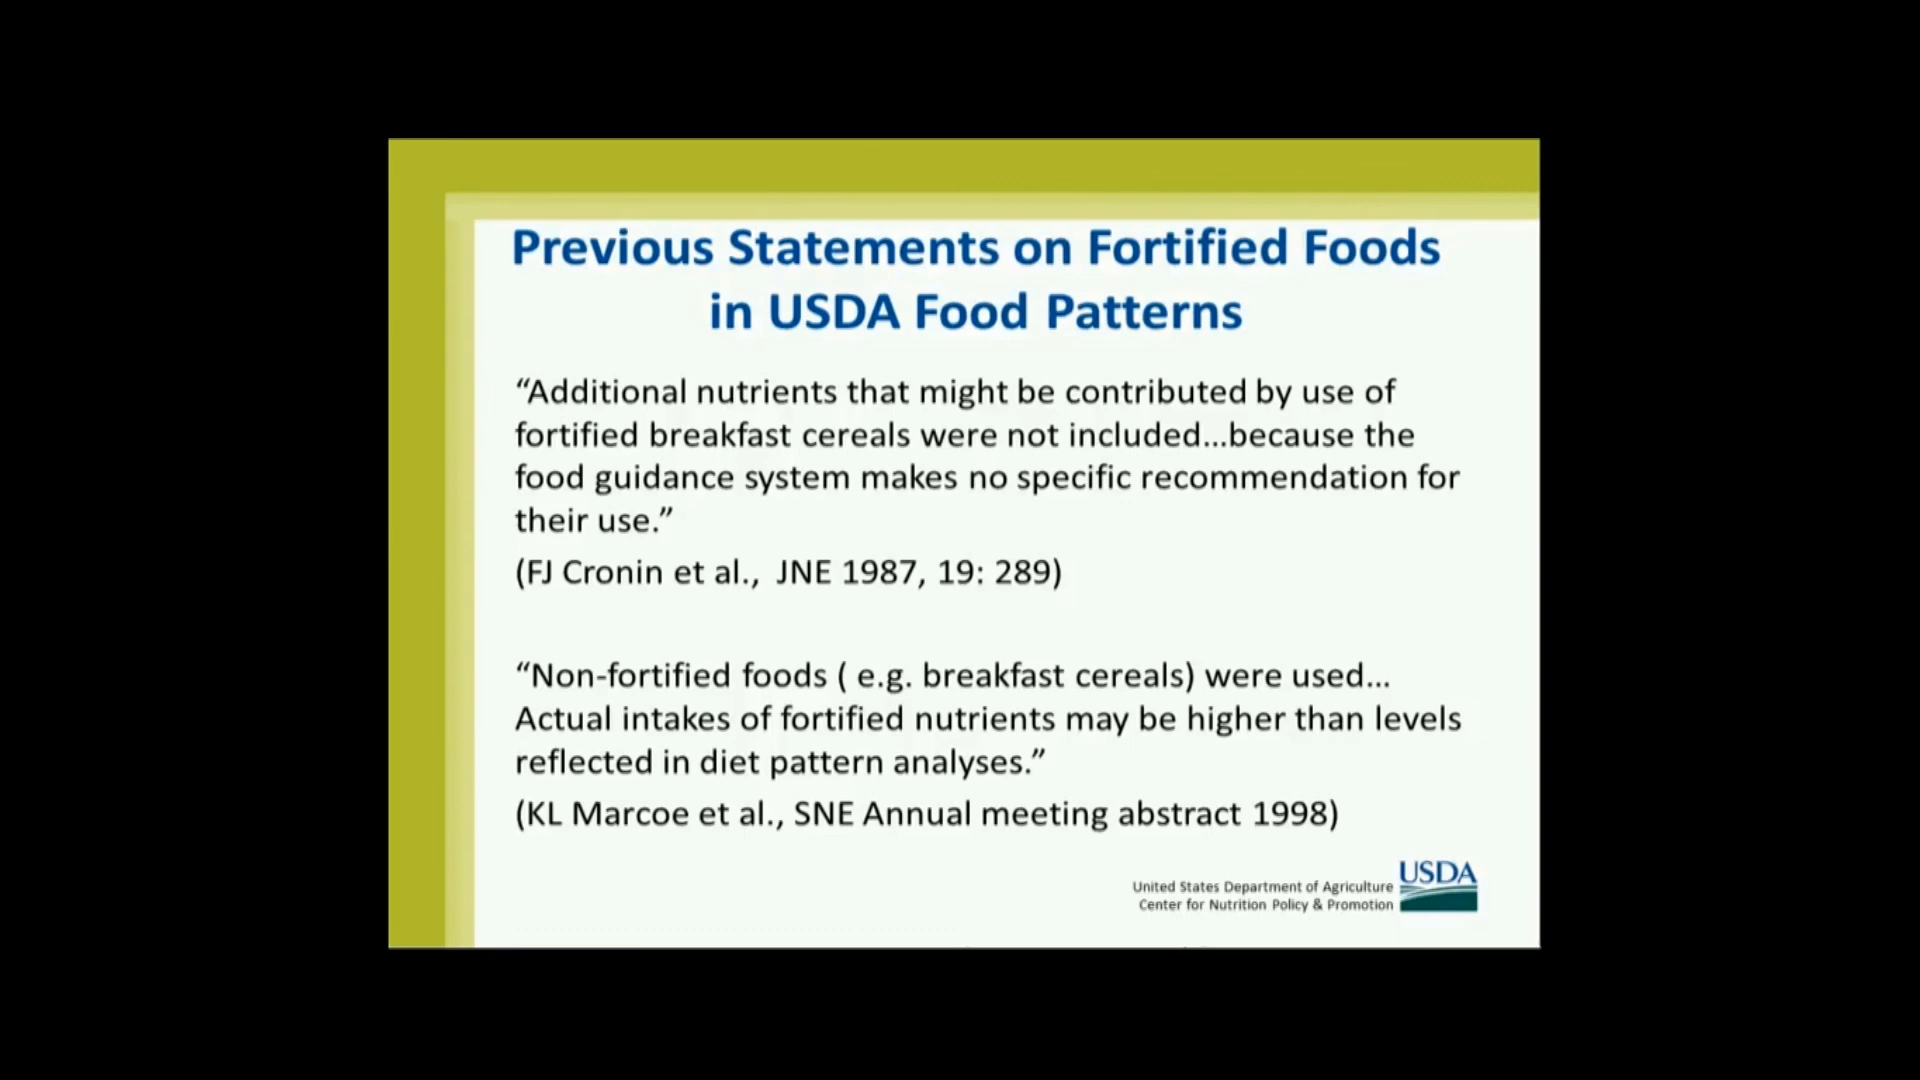 Previous Statements on Fortified Foods
in USDA Food Patterns
“Additional nutrients that might be contributed by use of
fortified breakfast cereals were not included...because the
food guidance system makes no specific recommendation for
their use.”
(FJ Cronin et al.,  JNE 1987, 19: 289)
“Non-fortified foods ( e.g. breakfast cereals) were used...
Actual intakes of fortified nutrients may be higher than levels
reflected in diet pattern analyses.”
(KL Marcoe et al., SNE Annual meeting abstract 1998)
United States Department of Agriculture
Center for Nutrition Policy & Promotion
USDA